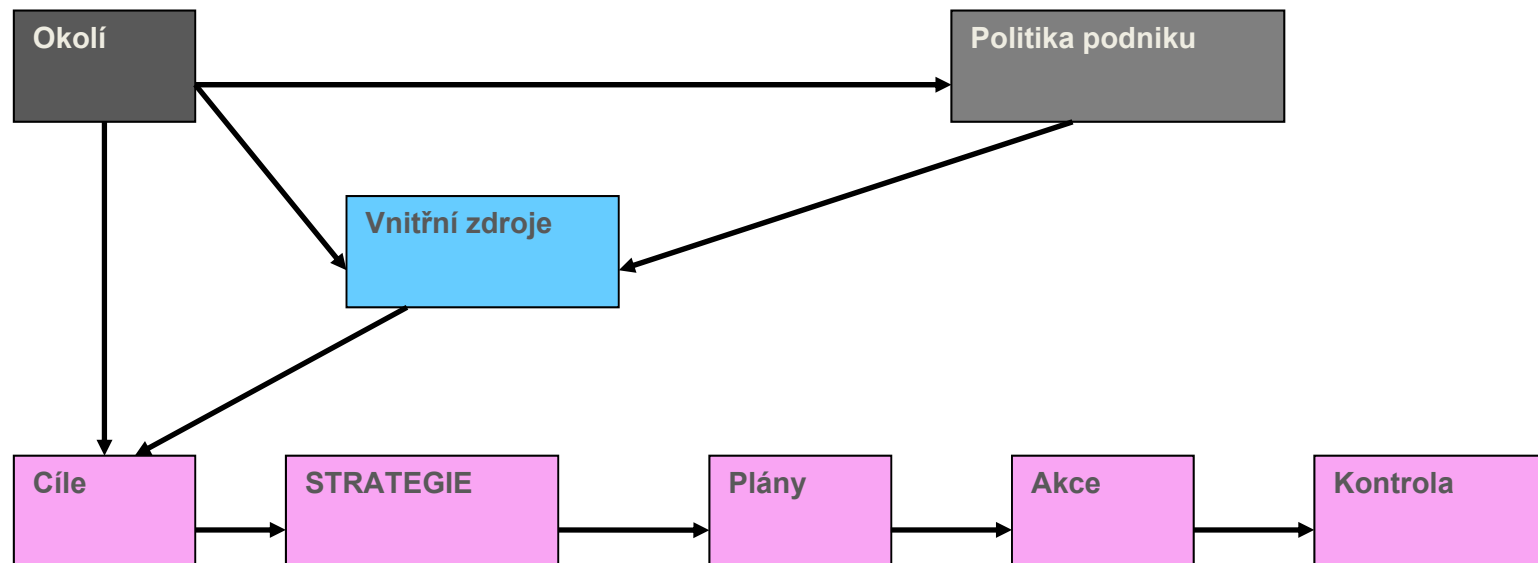 Okolí
Politika podniku
Vnitřní zdroje
Cíle
STRATEGIE
Plány
Akce
Kontrola